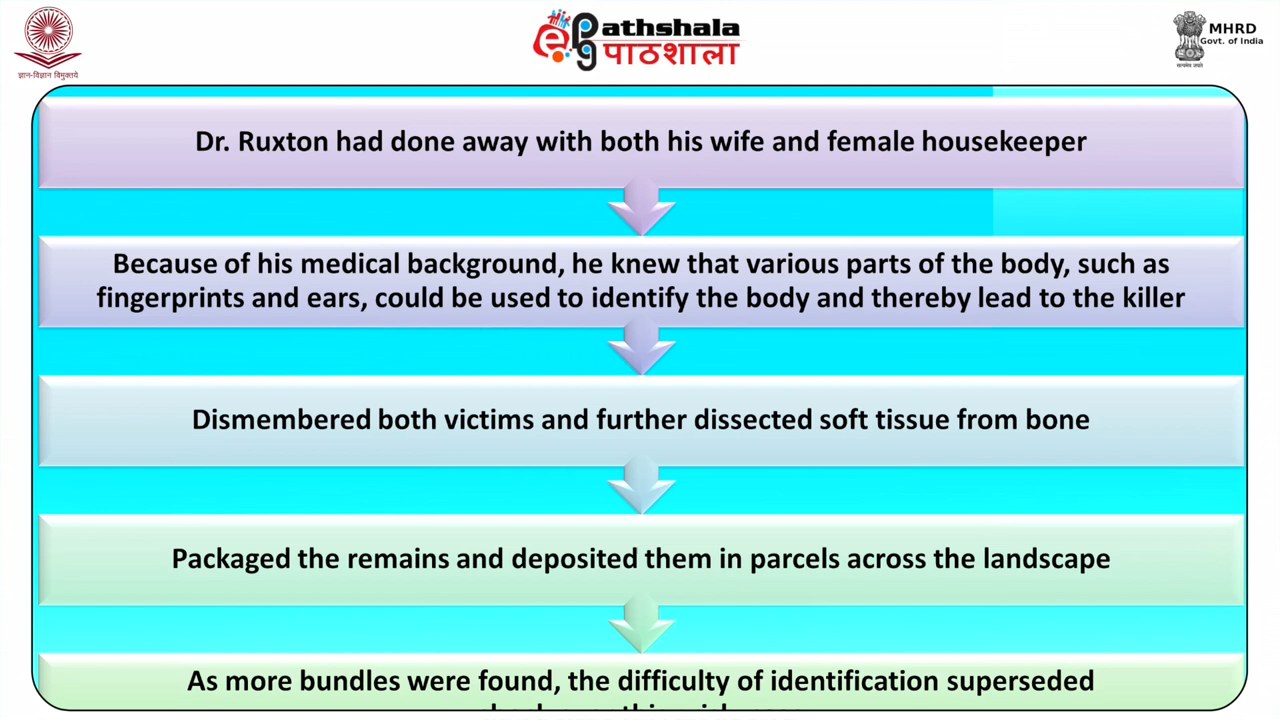 ज्ञान-विज्ञान विमुक्तये
ePathshala
पाठशाला
MHRD
Govt. of India
सत्यमेव जयते
Dr. Ruxton had done away with both his wife and female housekeeper
Because of his medical background, he knew that various parts of the body, such as
fingerprints and ears, could be used to identify the body and thereby lead to the killer
Dismembered both victims and further dissected soft tissue from bone
Packaged the remains and deposited them in parcels across the landscape
As more bundles were found, the difficulty of identification superseded